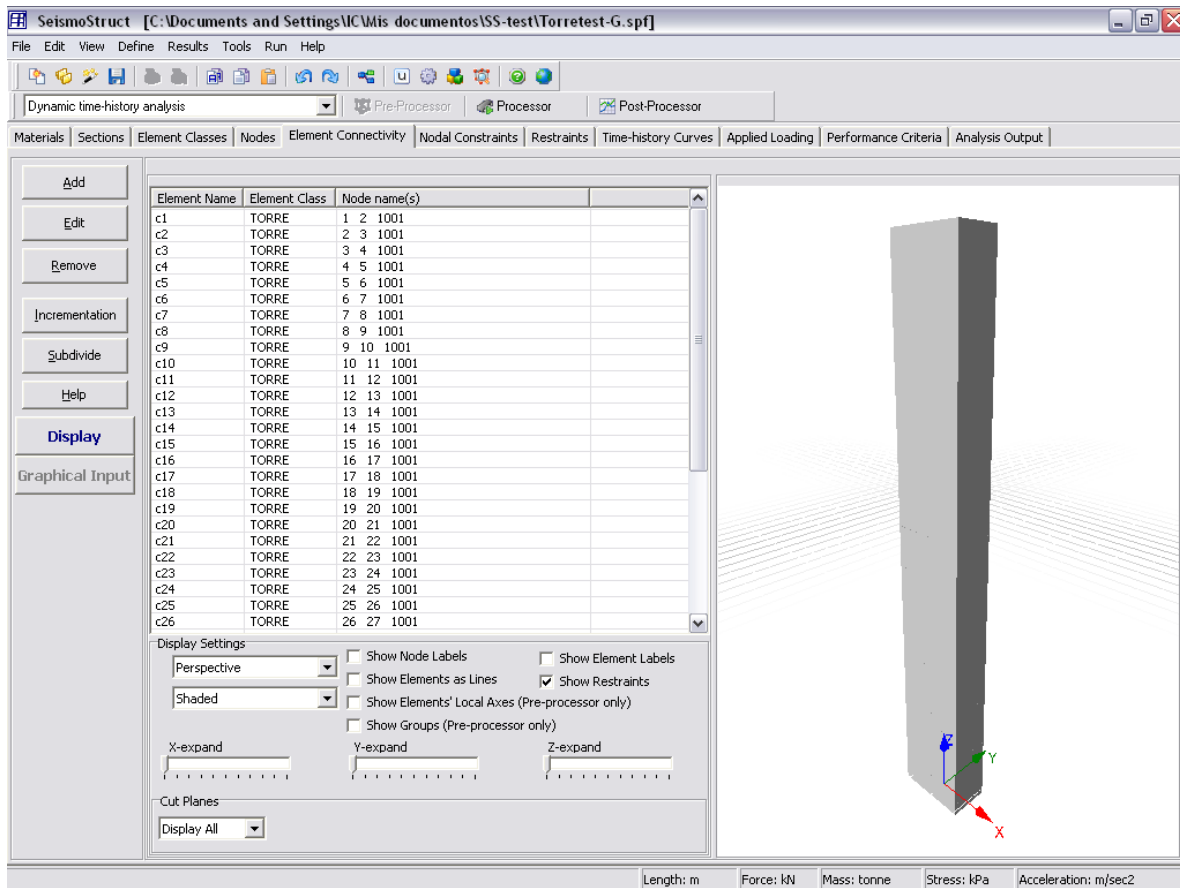 SeismoStruct [C:\Documents and Settings\IC\Mis documentos\SS-test\Torretest-G.spf]
File Edit View Define Results Tools Run Help
Dynamic time-history analysis Pre-Processor Processor Post-Processor
Materials Sections Element Classes Nodes Element Connectivity Nodal Constraints Restraints Time-history Curves Applied Loading Performance Criteria Analysis Output
Add
Edit
Remove
Incrementation
Subdivide
Help
Display
Graphical Input
Element Name Element Class Node name(s)
c1 TORRE 1 2 1001
c2 TORRE 2 3 1001
c3 TORRE 3 4 1001
c4 TORRE 4 5 1001
c5 TORRE 5 6 1001
c6 TORRE 6 7 1001
c7 TORRE 7 8 1001
c8 TORRE 8 9 1001
c9 TORRE 9 10 1001
c10 TORRE 10 11 1001
c11 TORRE 11 12 1001
c12 TORRE 12 13 1001
c13 TORRE 13 14 1001
c14 TORRE 14 15 1001
c15 TORRE 15 16 1001
c16 TORRE 16 17 1001
c17 TORRE 17 18 1001
c18 TORRE 18 19 1001
c19 TORRE 19 20 1001
c20 TORRE 20 21 1001
c21 TORRE 21 22 1001
c22 TORRE 22 23 1001
c23 TORRE 23 24 1001
c24 TORRE 24 25 1001
c25 TORRE 25 26 1001
c26 TORRE 26 27 1001
Display Settings
Perspective
Shaded
Show Node Labels Show Element Labels
Show Elements as Lines Show Restraints
Show Elements' Local Axes (Pre-processor only)
Show Groups (Pre-processor only)
X-expand Y-expand Z-expand
Cut Planes
Display All
Z
Y
X
Length: m Force: kN Mass: tonne Stress: kPa Acceleration: m/sec2